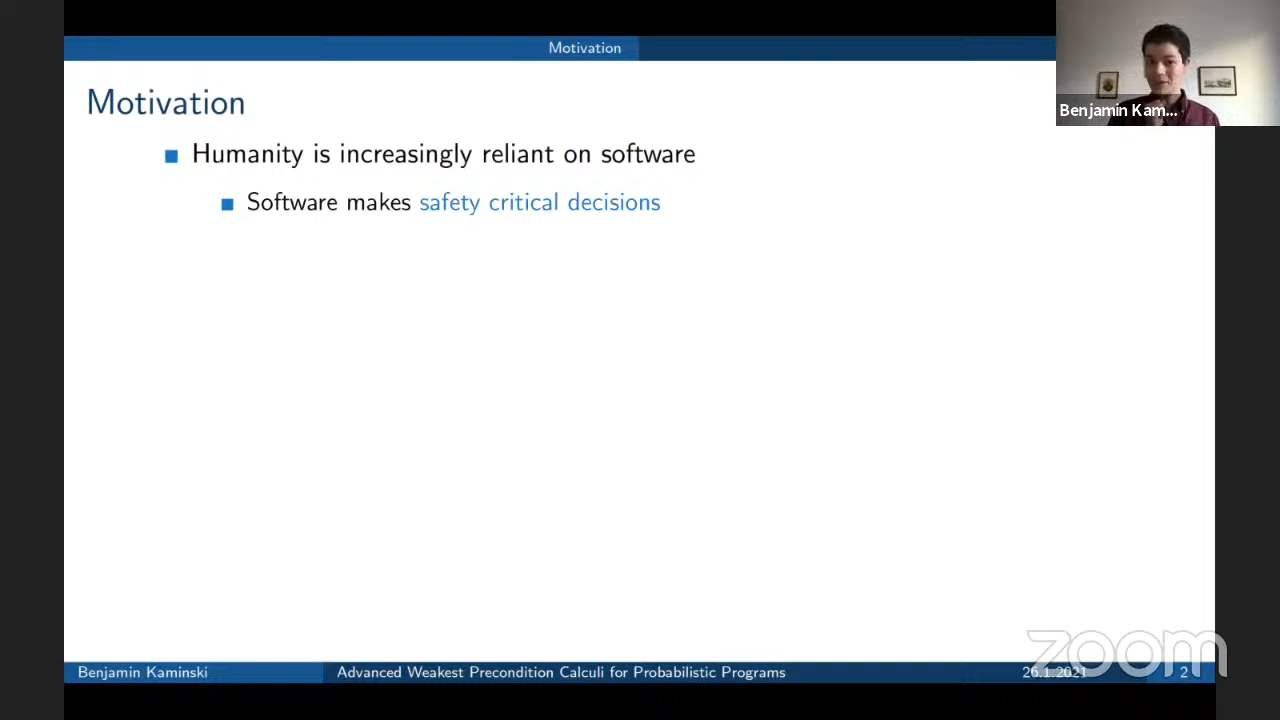 Motivation
Benjamin Kam...
Motivation
Humanity is increasingly reliant on software
Software makes safety critical decisions
zoom
Benjamin Kaminski
Advanced Weakest Precondition Calculi for Probabilistic Programs
26.1.2021
2